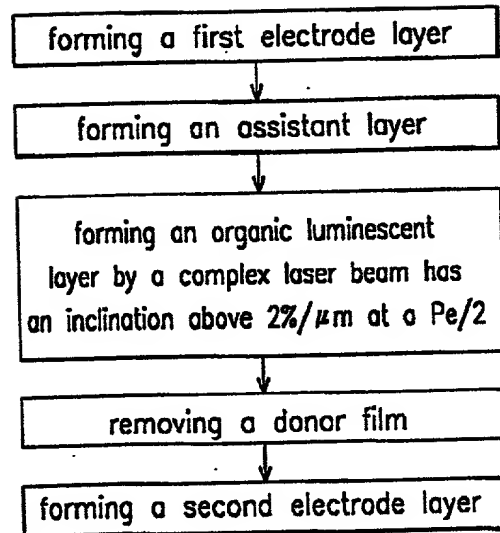 forming a first electrode layer
forming an assistant layer
forming an organic luminescent
layer by a complex laser beam has
an inclination above 2%/μm at a Pe/2
removing a donor film
forming a second electrode layer